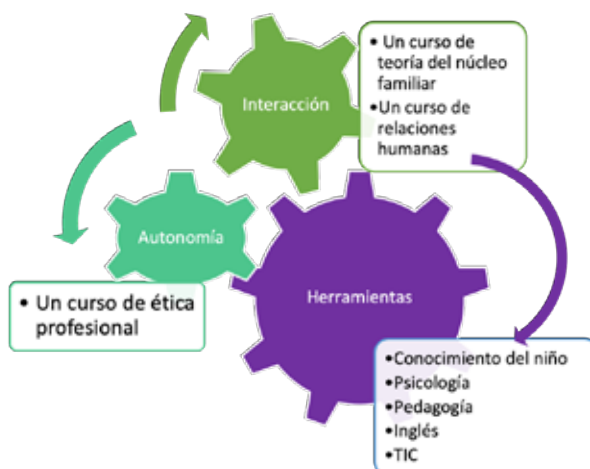 Interacción
• Un curso de
teoría del núcleo
familiar
• Un curso de
relaciones
humanas
Autonomía
• Un curso de ética
profesional
Herramientas
•Conocimiento del niño
•Psicología
•Pedagogía
•Inglés
•TIC